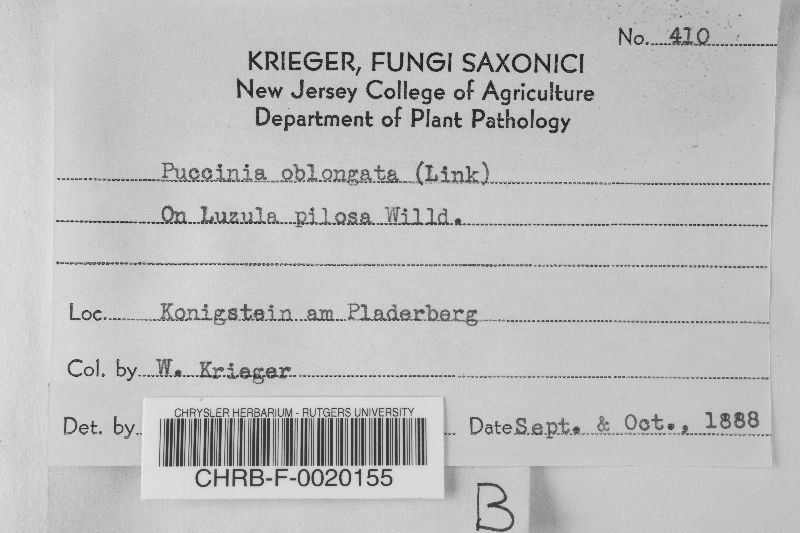 No. 410
KRIEGER, FUNGI SAXONICI
New Jersey College of Agriculture
Department of Plant Pathology
Puccinia oblongata (Link)
On Luzula pilosa Willd.
Loc. Konigstein am Pladerberg
Col. by W. Krieger
Det. by
Date Sept. & Oct., 1888
CHRYSLER HERBARIUM - RUTGERS UNIVERSITY
CHRB-F-0020155
B